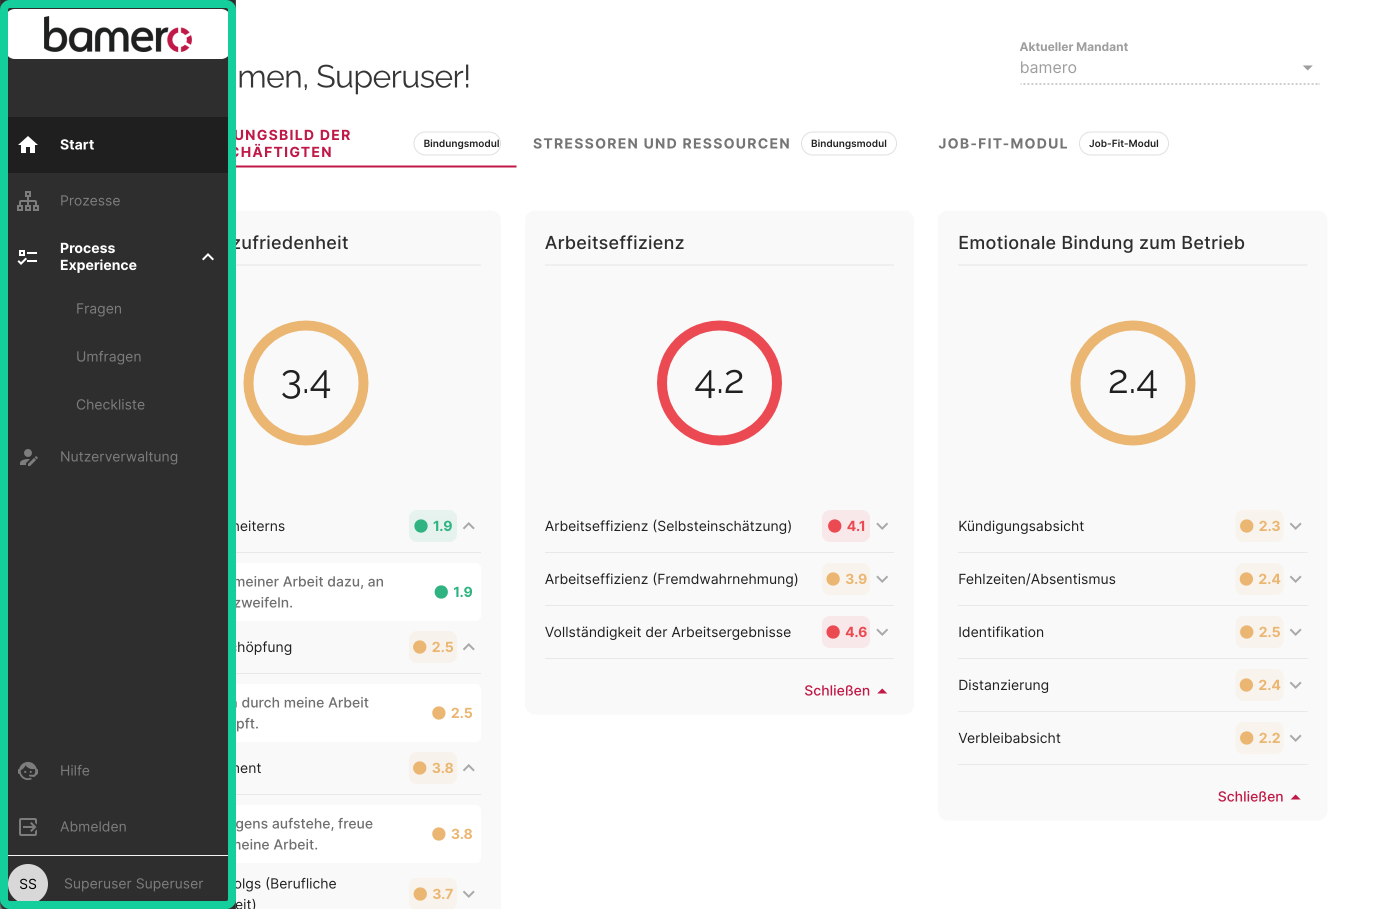 bamero
Start
Prozesse
Process
Experience
Fragen
Umfragen
Checkliste
Nutzerverwaltung
Hilfe
Abmelden
SS
Superuser Superuser
men, Superuser!
Aktueller Mandant
bamero
UNGSBILD DER
CHÄFTIGTEN
Bindungsmodul
STRESSOREN UND RESSOURCEN
Bindungsmodul
JOB-FIT-MODUL
Job-Fit-Modul
zufriedenheit
3.4
heiterns
1.9
meiner Arbeit dazu, an
zweifeln.
1.9
höpfung
2.5
durch meine Arbeit
pft.
2.5
ment
3.8
gens aufstehe, freue
meine Arbeit.
3.8
olgs (Berufliche
eit)
3.7
Arbeitseffizienz
4.2
Arbeitseffizienz (Selbsteinschätzung)
4.1
Arbeitseffizienz (Fremdwahrnehmung)
3.9
Vollständigkeit der Arbeitsergebnisse
4.6
Schließen
Emotionale Bindung zum Betrieb
2.4
Kündigungsabsicht
2.3
Fehlzeiten/Absentismus
2.4
Identifikation
2.5
Distanzierung
2.4
Verbleibabsicht
2.2
Schließen